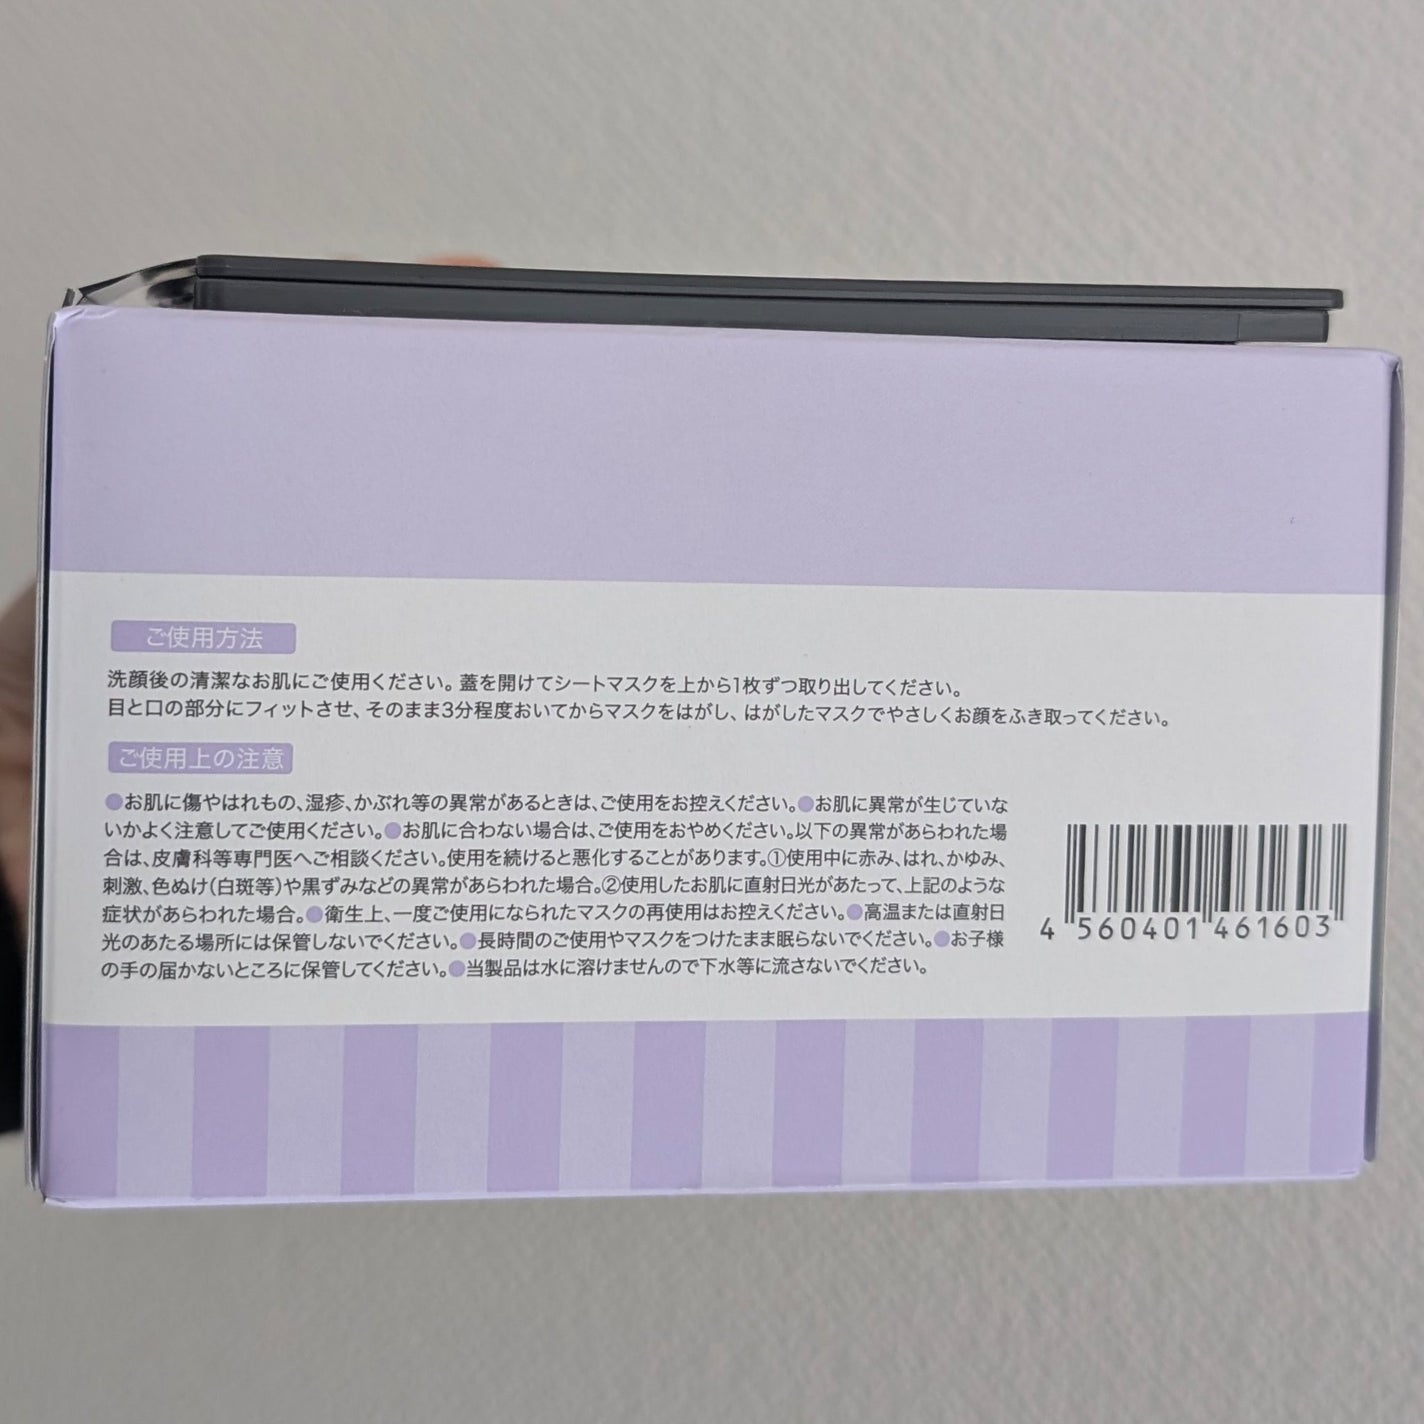 ご使用方法
洗顔後の清潔なお肌にご使用ください。蓋を開けてシートマスクを上から1枚ずつ取り出してください。
目と口の部分にフィットさせ、そのまま3分程度おいてからマスクをはがし、はがしたマスクでやさしくお顔をふき取ってください。
ご使用上の注意
●お肌に傷やはれもの、湿疹、かぶれ等の異常があるときは、ご使用をお控えください。●お肌に異常が生じていな
いかよく注意してご使用ください。●お肌に合わない場合は、ご使用をおやめください。以下の異常があらわれた場
合は、皮膚科等専門医へご相談ください。使用を続けると悪化することがあります。①使用中に赤み、はれ、かゆみ、
刺激、色ぬけ(白斑等)や黒ずみなどの異常があらわれた場合。②使用したお肌に直射日光があたって、上記のような
症状があらわれた場合。●衛生上、一度ご使用になられたマスクの再使用はお控えください。●高温または直射日
光のあたる場所には保管しないでください。●長時間のご使用やマスクをつけたまま眠らないでください。●お子様
の手の届かないところに保管してください。●当製品は水に溶けませんので下水等に流さないでください。
4 560401 461603